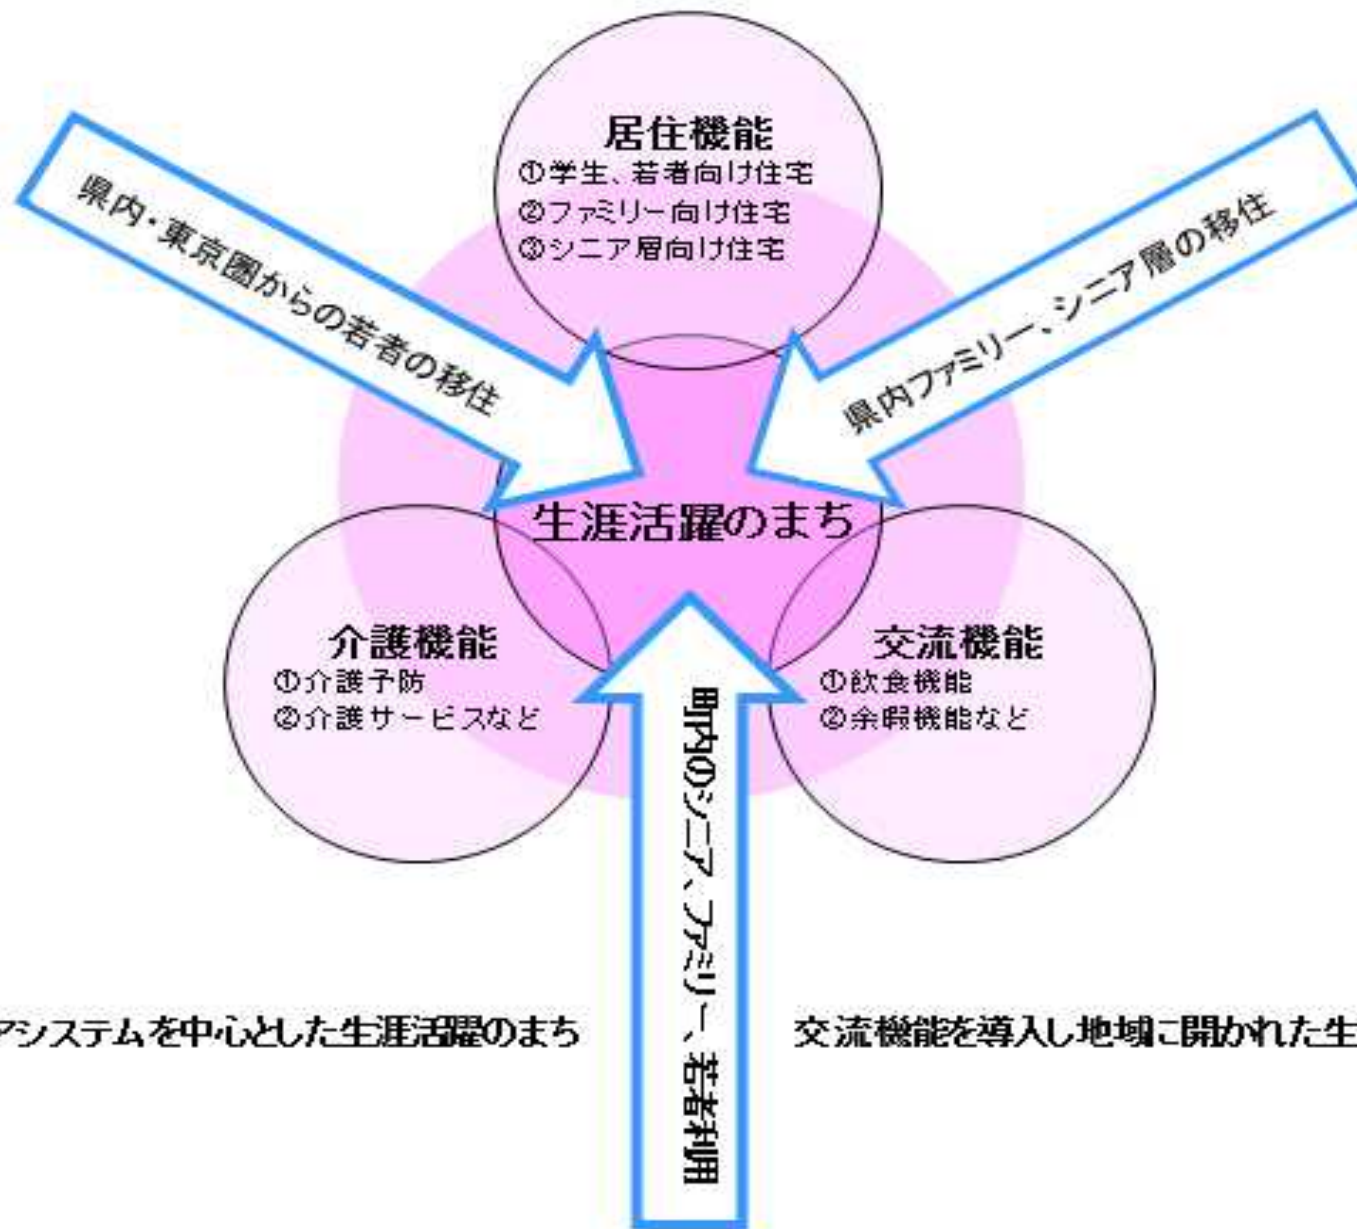 居住機能
①学生、若者向け住宅
②ファミリー向け住宅
③シニア層向け住宅
県内・東京圏からの若者の移住
県内ファミリー、シニア層の移住
生涯活躍のまち
介護機能
①介護予防
②介護サービスなど
交流機能
①飲食機能
②余暇機能など
町内のシニア、ファミリー、若者利用
アシステムを中心とした生涯活躍のまち
交流機能を導入し地域に開かれた生